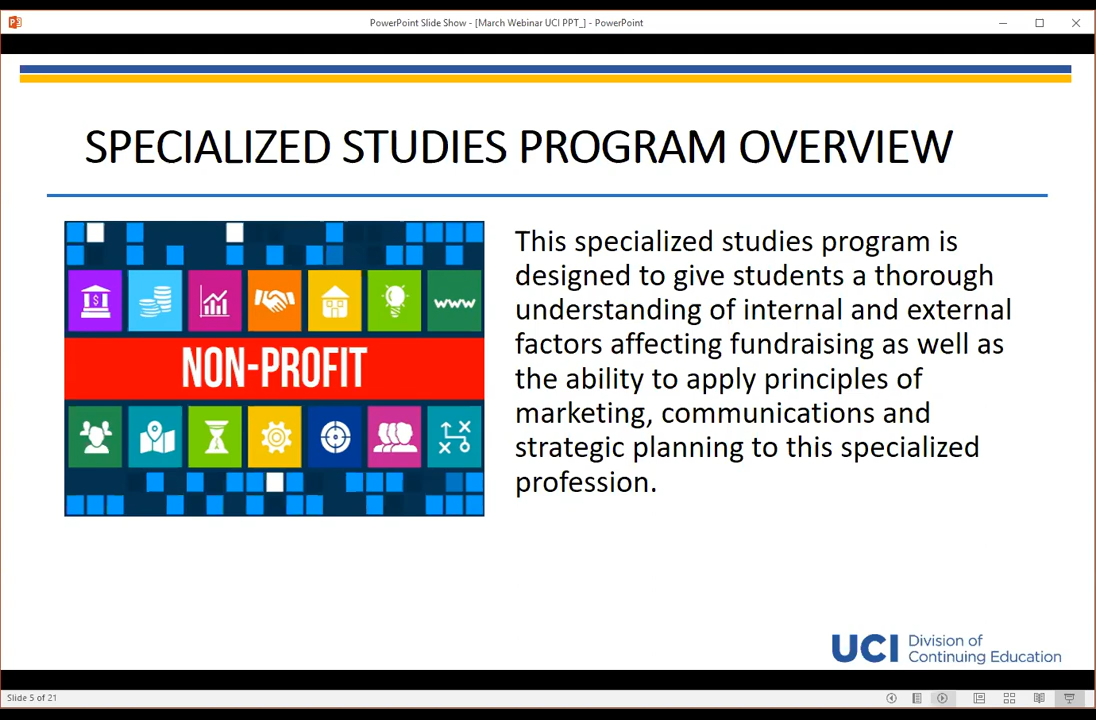 PowerPoint Slide Show - [March Webinar UCI PPT_] - PowerPoint
SPECIALIZED STUDIES PROGRAM OVERVIEW
$
WWW
NON-PROFIT
This specialized studies program is
designed to give students a thorough
understanding of internal and external
factors affecting fundraising as well as
the ability to apply principles of
marketing, communications and
strategic planning to this specialized
profession.
UCI Division of
Continuing Education
Slide 5 of 21